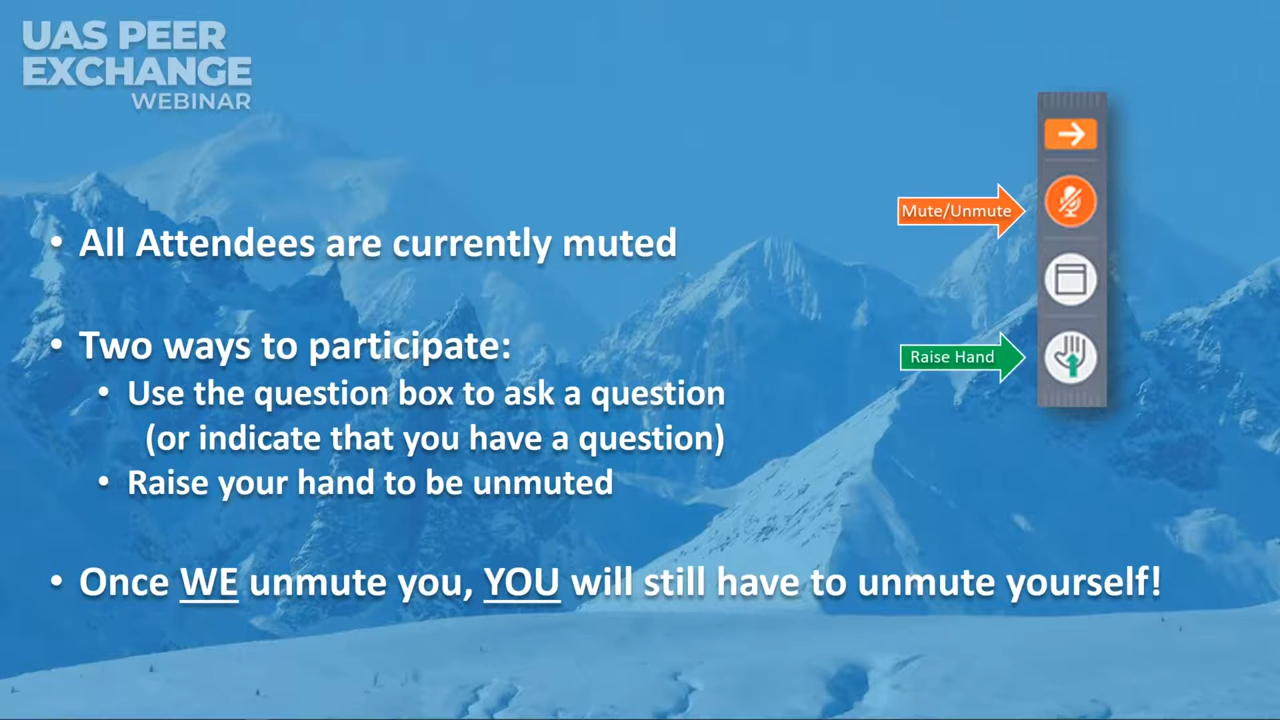 UAS PEER
EXCHANGE
WEBINAR
• All Attendees are currently muted
Mute/Unmute
• Two ways to participate:
Raise Hand
• Use the question box to ask a question
(or indicate that you have a question)
• Raise your hand to be unmuted
• Once WE unmute you, YOU will still have to unmute yourself!